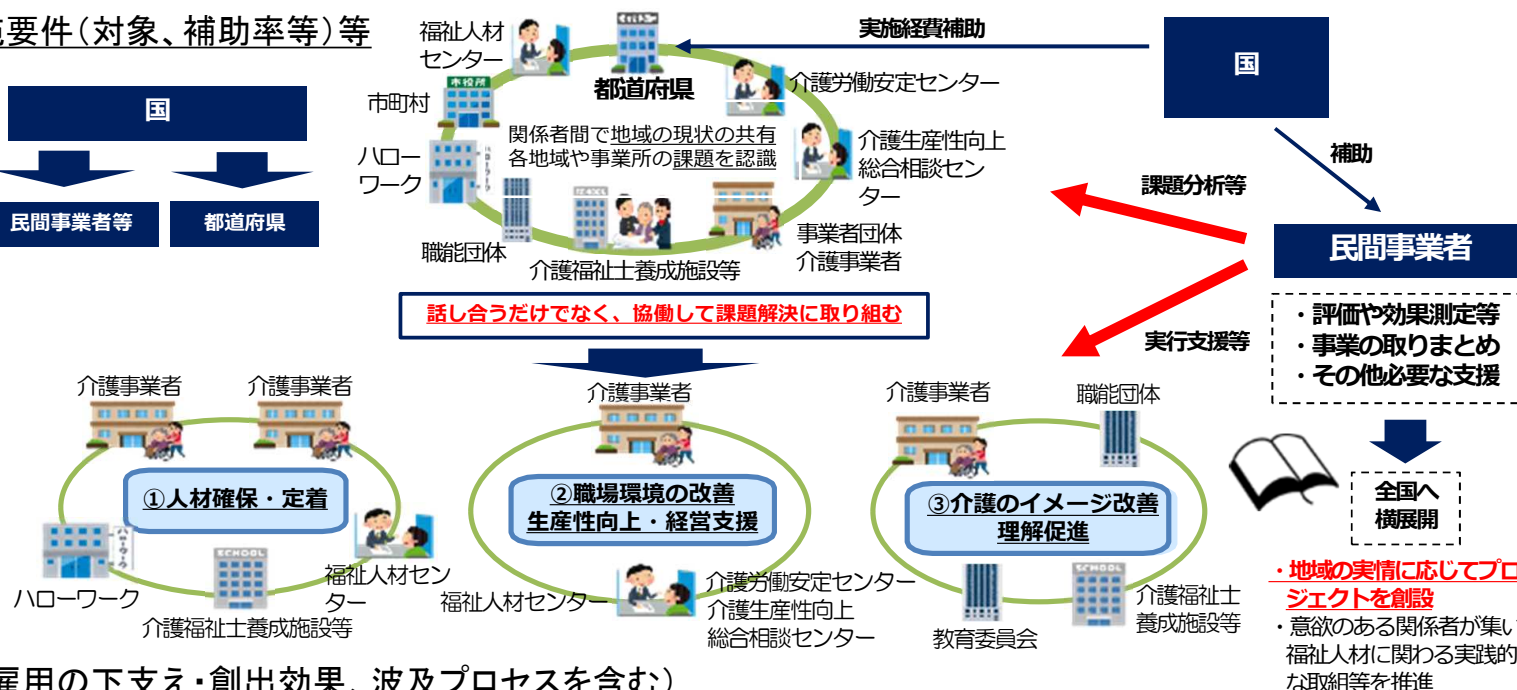 要件(対象、補助率等)等
国
民間事業者等
都道府県
福祉人材
センター
市役所
市町村
ハロー
ワーク
職能団体
SCHOOL
介護福祉士養成施設等
都道府県
関係者間で地域の現状の共有
各地域や事業所の課題を認識
介護労働安定センター
介護生産性向上
総合相談セン
ター
事業者団体
介護事業者
実施経費補助
国
補助
課題分析等
実行支援等
民間事業者
・評価や効果測定等
・事業の取りまとめ
・その他必要な支援
全国へ
横展開
・地域の実情に応じてプロ
ジェクトを創設
・意欲のある関係者が集い
福祉人材に関わる実践的
な取組等を推進
話し合うだけでなく、協働して課題解決に取り組む
介護事業者
介護事業者
①人材確保・定着
ハローワーク
ハローワーク
SCHOOL
介護福祉士養成施設等
福祉人材セン
ター
介護事業者
②職場環境の改善
生産性向上・経営支援
福祉人材センター
介護労働安定センター
介護生産性向上
総合相談センター
介護事業者
職能団体
③介護のイメージ改善
理解促進
教育委員会
SCHOOL
介護福祉士
養成施設等
雇用の下支え・創出効果、波及プロセスを含む)